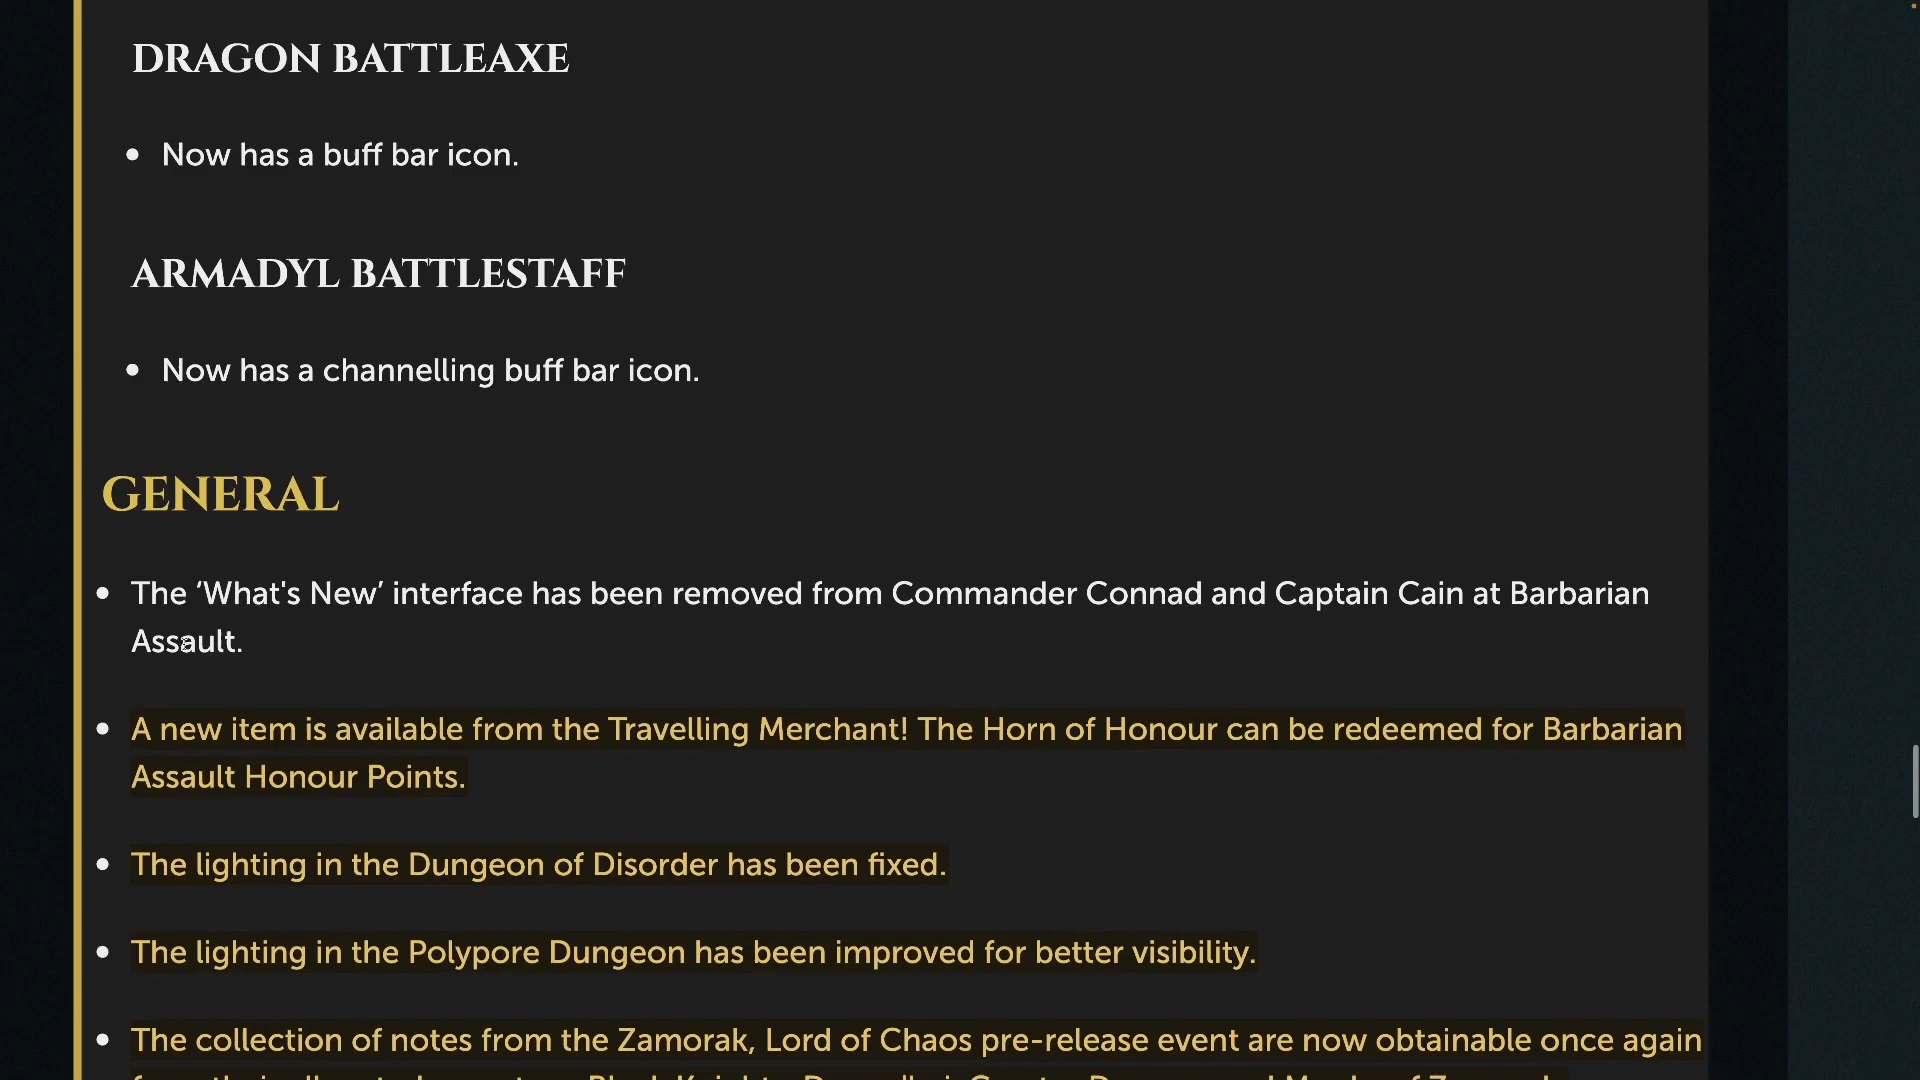 DRAGON BATTLEAXE
• Now has a buff bar icon.
ARMADYL BATTLESTAFF
• Now has a channelling buff bar icon.
GENERAL
• The ‘What's New’ interface has been removed from Commander Connad and Captain Cain at Barbarian
Assault.
• A new item is available from the Travelling Merchant! The Horn of Honour can be redeemed for Barbarian
Assault Honour Points.
• The lighting in the Dungeon of Disorder has been fixed.
• The lighting in the Polypore Dungeon has been improved for better visibility.
• The collection of notes from the Zamorak, Lord of Chaos pre-release event are now obtainable once again